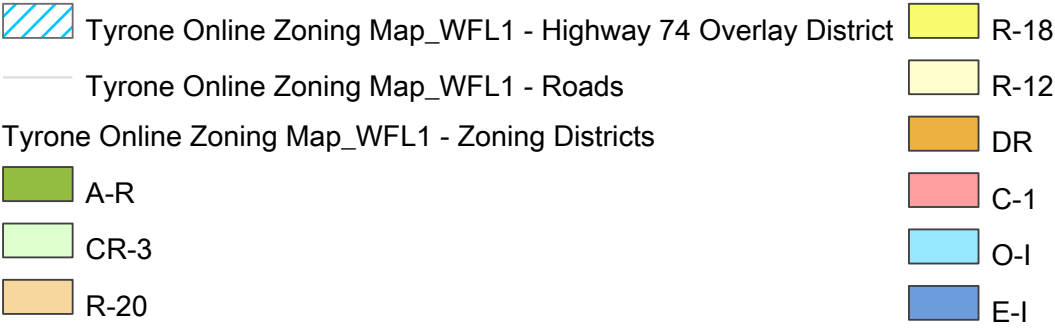 Tyrone Online Zoning Map_WFL1 - Highway 74 Overlay District
Tyrone Online Zoning Map_WFL1 - Roads
Tyrone Online Zoning Map_WFL1 - Zoning Districts
A-R
CR-3
R-20
R-18
R-12
DR
C-1
O-I
E-I